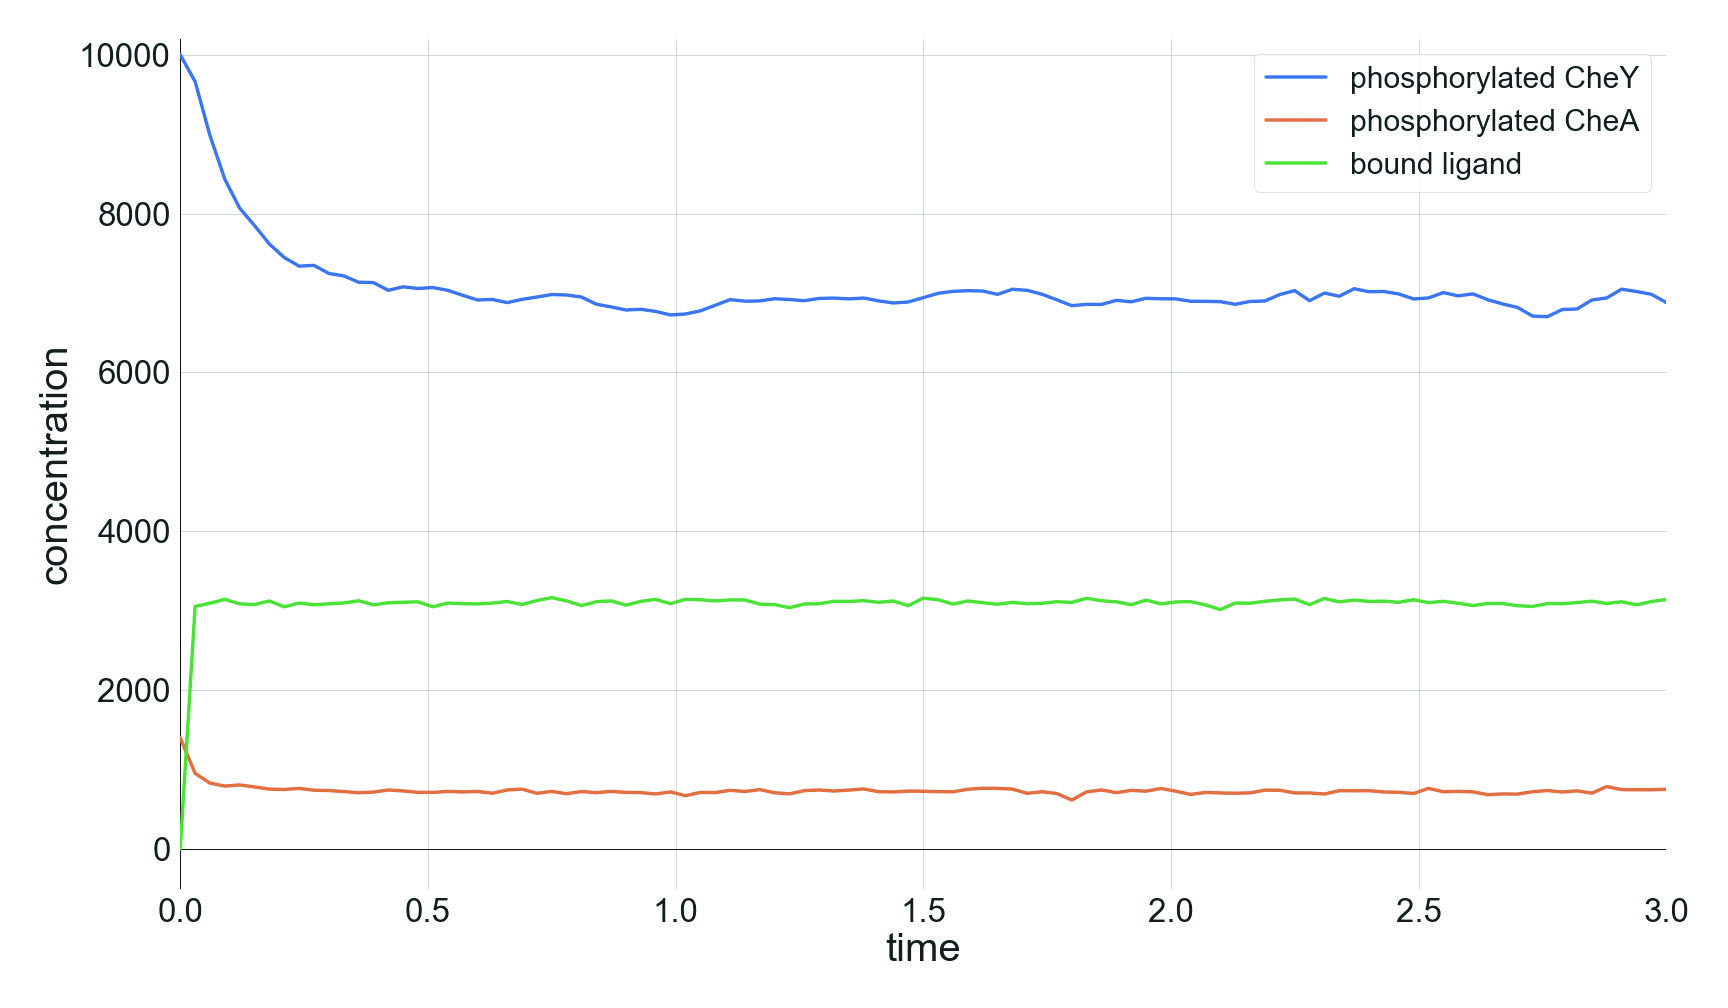 10000
8000
6000
4000
2000
0
concentration
0.0 0.5 1.0 1.5 2.0 2.5 3.0
time
phosphorylated CheY
phosphorylated CheA
bound ligand